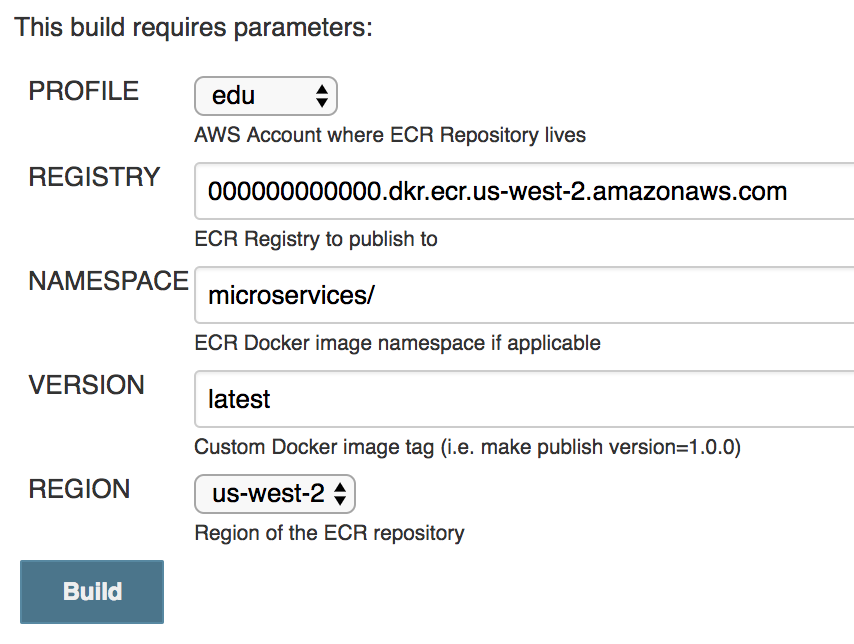 This build requires parameters:
PROFILE
edu
AWS Account where ECR Repository lives
REGISTRY
000000000000.dkr.ecr.us-west-2.amazonaws.com
ECR Registry to publish to
NAMESPACE
microservices/
ECR Docker image namespace if applicable
VERSION
latest
Custom Docker image tag (i.e. make publish version=1.0.0)
REGION
us-west-2
Region of the ECR repository
Build